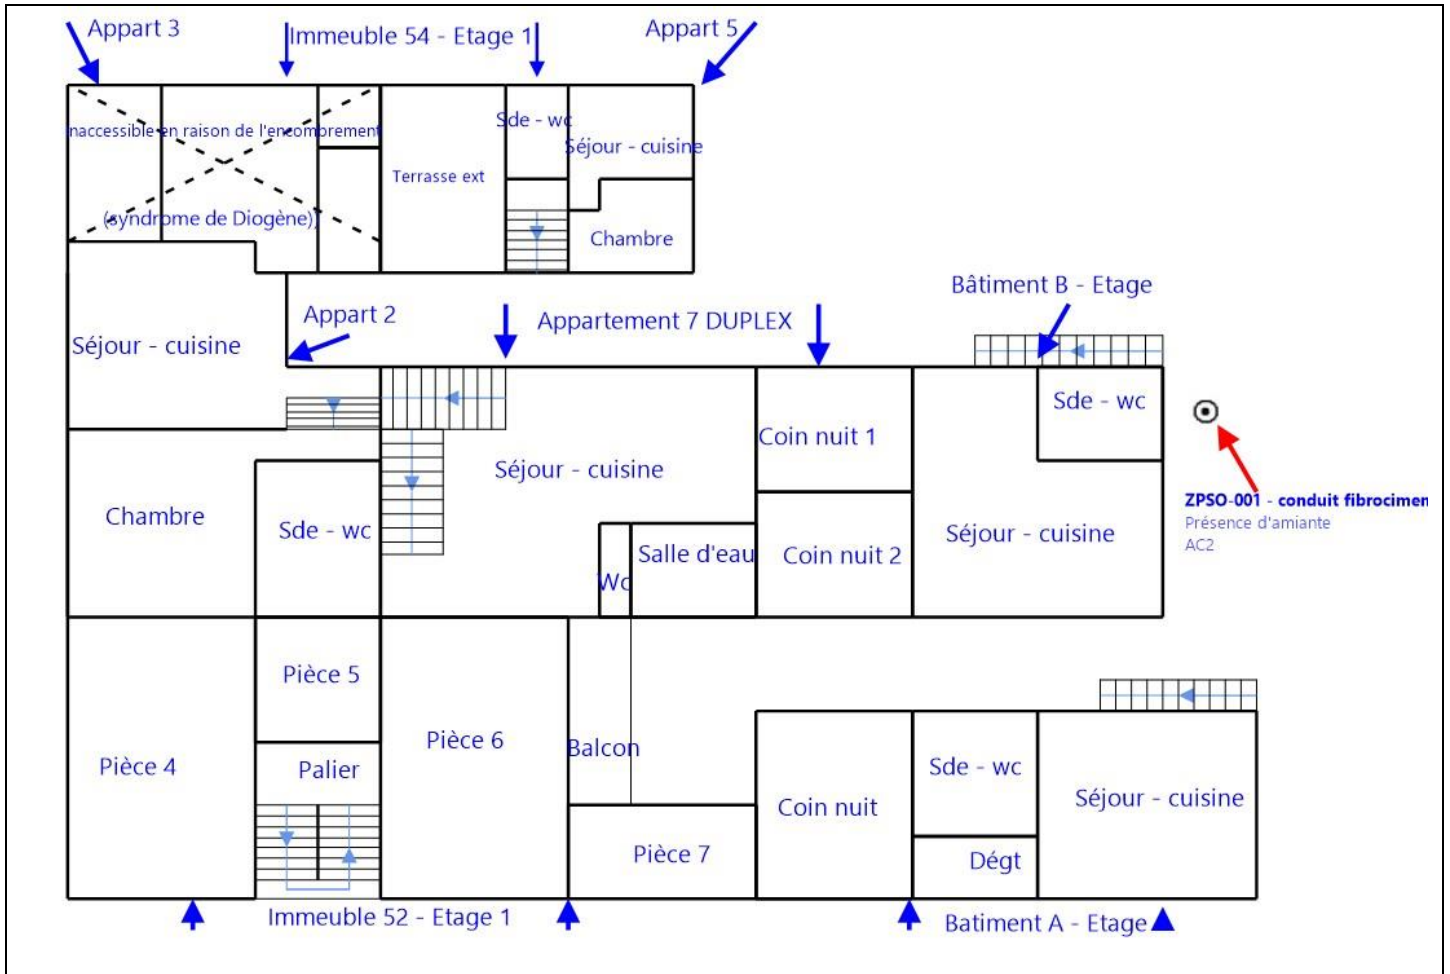 Appart 3
Immeuble 54 - Etage 1
Appart 5
naccessible en raison de l'encombrement
(syndrome de Diogène))
Terrasse ext
Sde - wc
Séjour - cuisine
Chambre
Bâtiment B - Etage
Appart 2
Appartement 7 DUPLEX
Séjour - cuisine
Sde - wc
Coin nuit 1
Séjour - cuisine
ZPSO-001 - conduit fibrocimen
Présence d'amiante
AC2
Chambre
Sde - wc
Séjour - cuisine
Salle d'eau
Coin nuit 2
Wc
Pièce 5
Pièce 6
Balcon
Pièce 4
Palier
Sde - wc
Séjour - cuisine
Coin nuit
Pièce 7
Dégt
Immeuble 52 - Etage 1
Batiment A - Etage